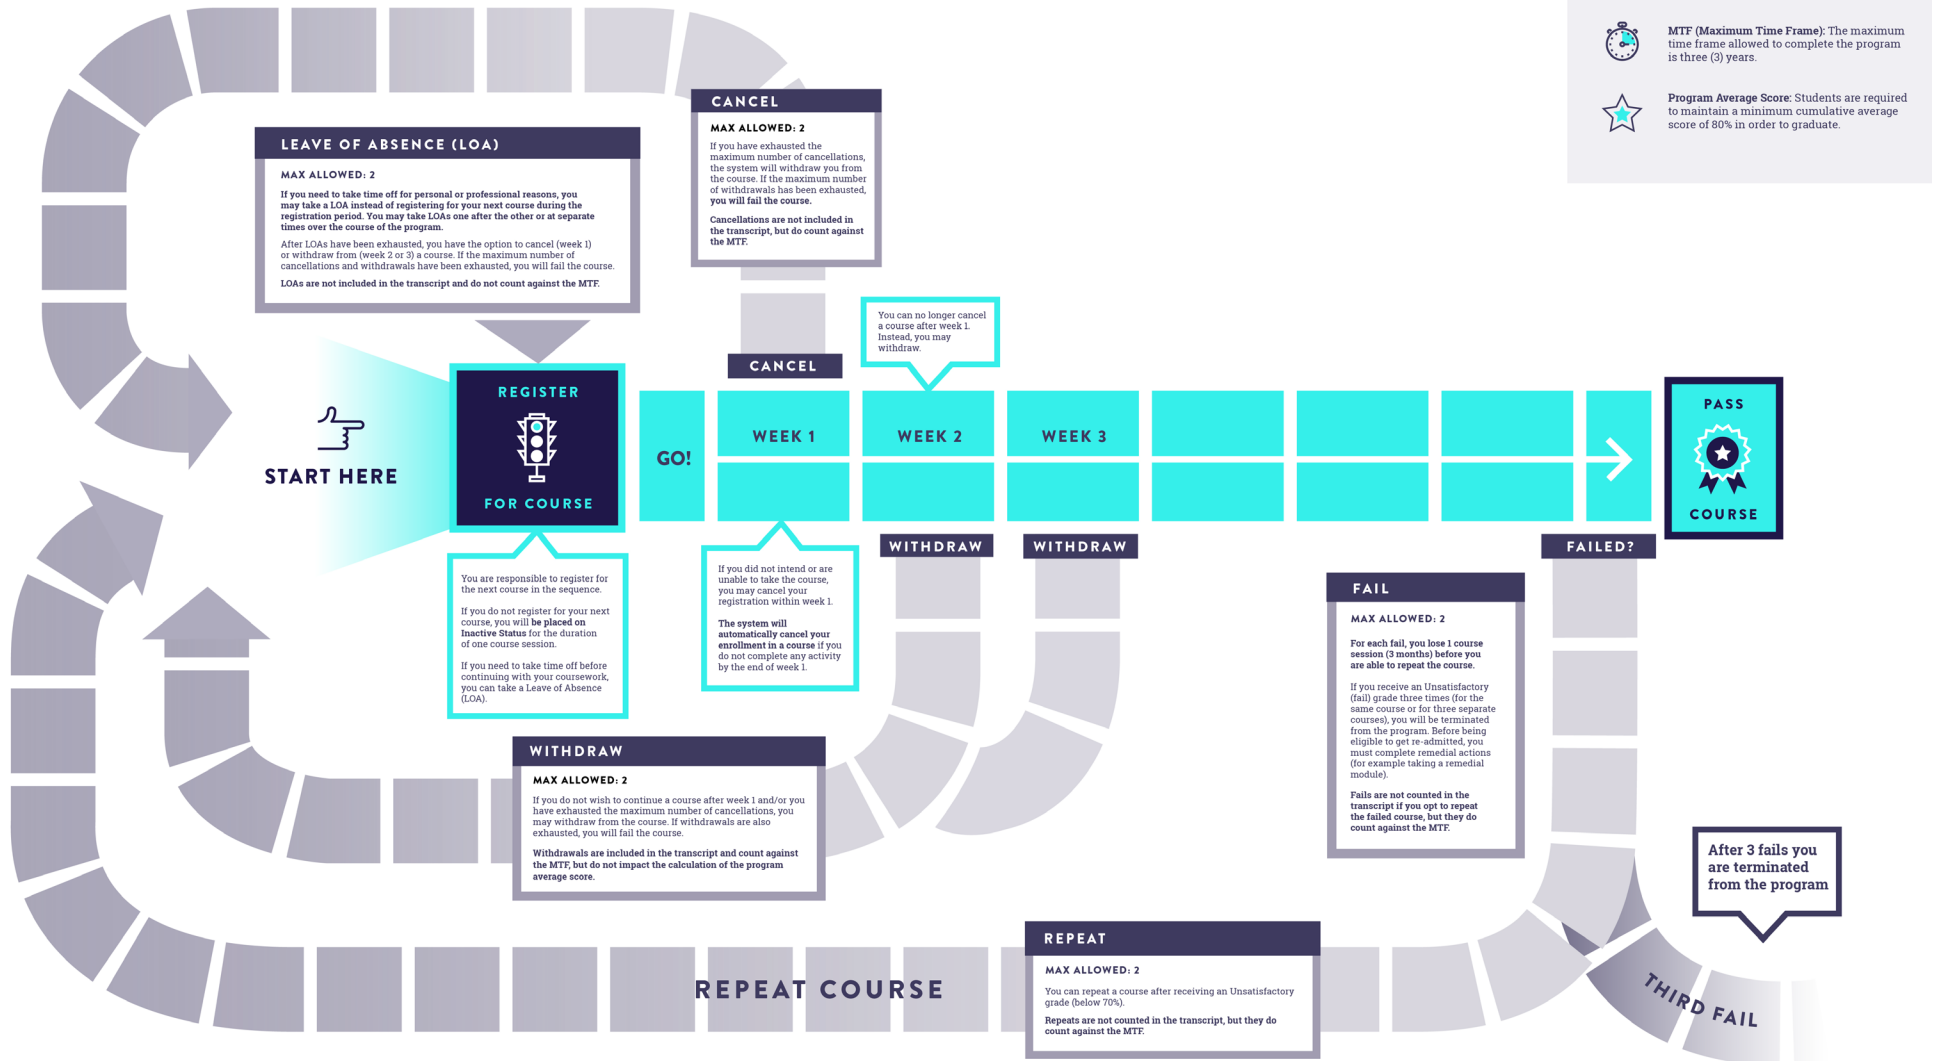 MTF (Maximum Time Frame): The maximum
time frame allowed to complete the program
is three (3) years.
Program Average Score: Students are required
to maintain a minimum cumulative average
score of 80% in order to graduate.
CANCEL
MAX ALLOWED: 2
If you have exhausted the
maximum number of cancellations,
the system will withdraw you from
the course. If the maximum number
of withdrawals has been exhausted,
you will fail the course.
Cancellations are not included in
the transcript, but do count against
the MTF.
LEAVE OF ABSENCE (LOA)
MAX ALLOWED: 2
If you need to take time off for personal or professional reasons, you
may take a LOA instead of registering for your next course during the
registration period. You may take LOAs one after the other or at separate
times over the course of the program.
After LOAs have been exhausted, you have the option to cancel (week 1)
or withdraw from (week 2 or 3) a course. If the maximum number of
cancellations and withdrawals have been exhausted, you will fail the course.
LOAs are not included in the transcript and do not count against the MTF.
You can no longer cancel
a course after week 1.
Instead, you may
withdraw.
CANCEL
START HERE
REGISTER
FOR COURSE
GO!
WEEK 1
WEEK 2
WEEK 3
PASS
COURSE
WITHDRAW
WITHDRAW
FAILED?
You are responsible to register for
the next course in the sequence.
If you do not register for your next
course, you will be placed on
Inactive Status for the duration
of one course session.
If you need to take time off before
continuing with your coursework,
you can take a Leave of Absence
(LOA).
If you did not intend or are
unable to take the course,
you may cancel your
registration within week 1.
The system will
automatically cancel your
enrollment in a course if you
do not complete any activity
by the end of week 1.
FAIL
MAX ALLOWED: 2
For each fail, you lose 1 course
session (3 months) before you
are able to repeat the course.
If you receive an Unsatisfactory
(fail) grade three times (for the
same course or for three separate
courses), you will be terminated
from the program. Before being
eligible to get re-admitted, you
must complete remedial actions
(for example taking a remedial
module).
Fails are not counted in the
transcript if you opt to repeat
the failed course, but they do
count against the MTF.
WITHDRAW
MAX ALLOWED: 2
If you do not wish to continue a course after week 1 and/or you
have exhausted the maximum number of cancellations, you
may withdraw from the course. If withdrawals are also
exhausted, you will fail the course.
Withdrawals are included in the transcript and count against
the MTF, but do not impact the calculation of the program
average score.
After 3 fails you
are terminated
from the program
REPEAT COURSE
REPEAT
MAX ALLOWED: 2
You can repeat a course after receiving an Unsatisfactory
grade (below 70%).
Repeats are not counted in the transcript, but they do
count against the MTF.
THIRD FAIL